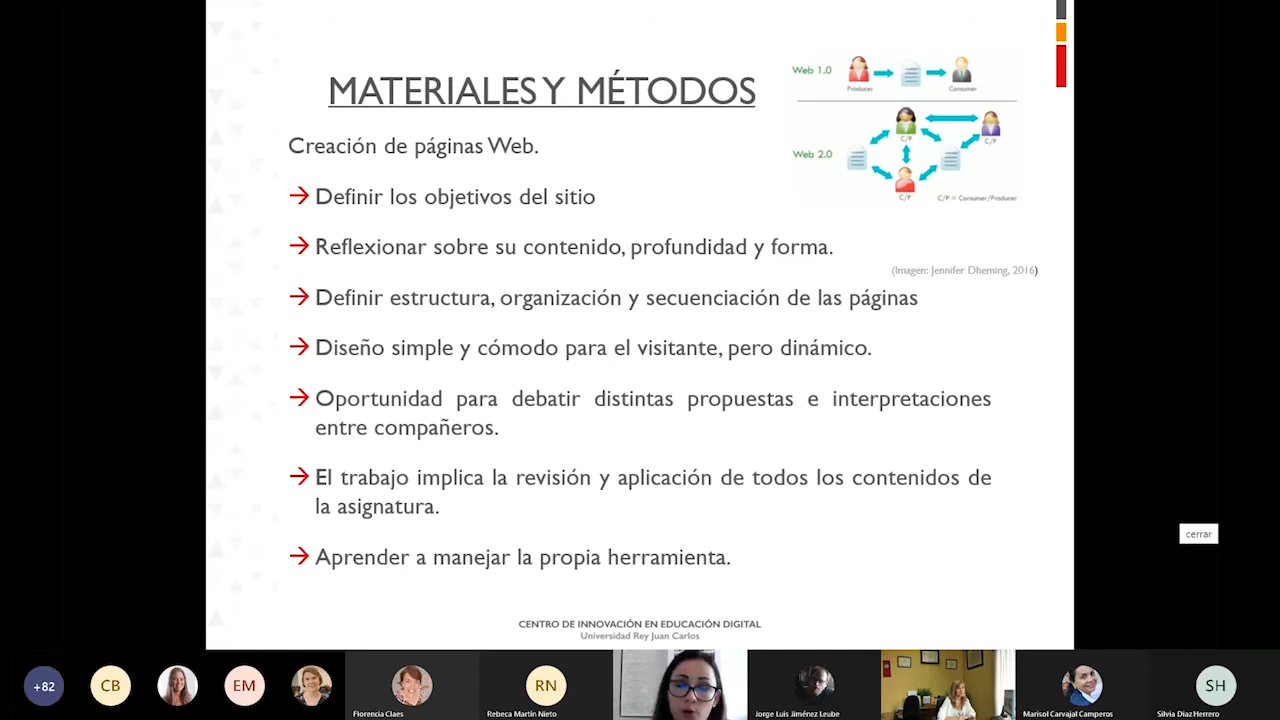 MATERIALES Y MÉTODOS
Web 1.0
Producer
Consumer
Web 2.0
C/P
C/P
C/P
C/P = Consumer/Producer
(Imagen: Jennifer Dheming, 2016)
Creación de páginas Web.
→ Definir los objetivos del sitio
→ Reflexionar sobre su contenido, profundidad y forma.
→ Definir estructura, organización y secuenciación de las páginas
→ Diseño simple y cómodo para el visitante, pero dinámico.
→ Oportunidad para debatir distintas propuestas e interpretaciones
entre compañeros.
→ El trabajo implica la revisión y aplicación de todos los contenidos de
la asignatura.
→ Aprender a manejar la propia herramienta.
CENTRO DE INNOVACIÓN EN EDUCACIÓN DIGITAL
Universidad Rey Juan Carlos
cerrar
+82
CB
EM
Florencia Claes
RN
Rebeca Martín Nieto
Jorge Luis Jiménez Leube
Marisol Carvajal Camperos
SH
Silvia Díaz Herrero